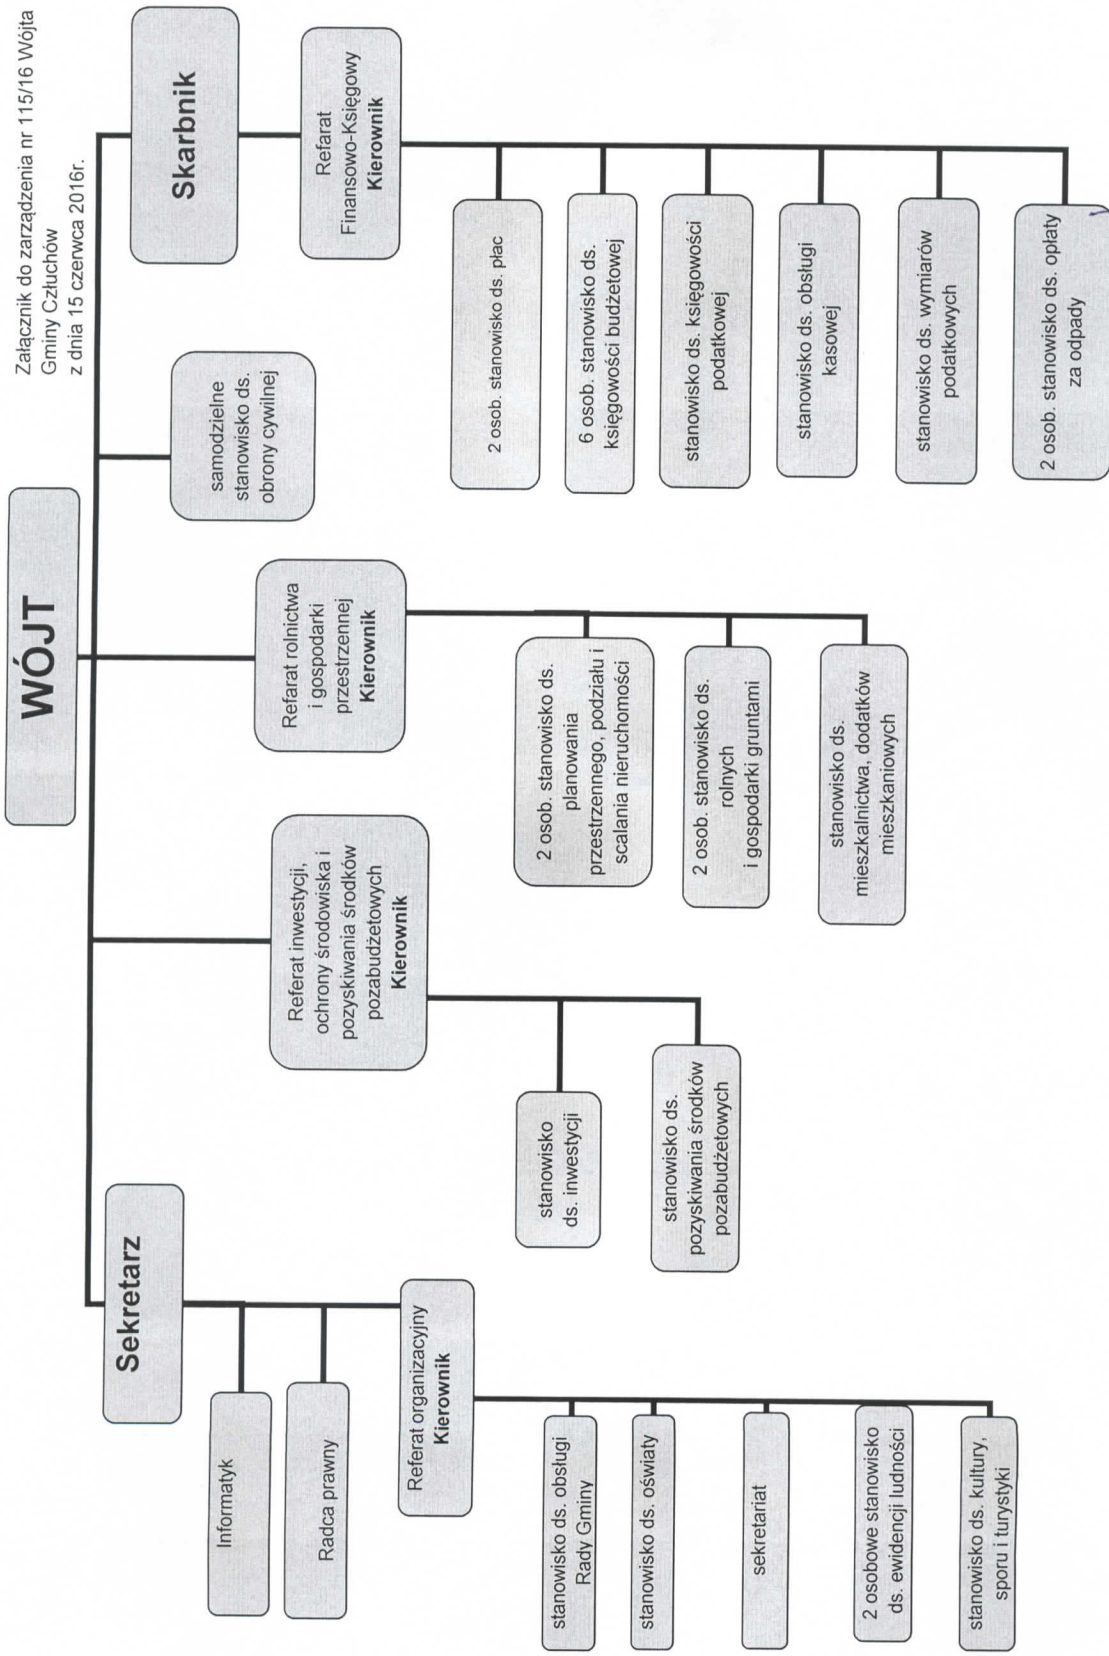 Załącznik do zarządzenia nr 115/16 Wójta
Gminy Człuchów
z dnia 15 czerwca 2016r.
WÓJT
Sekretarz
Informatyk
Radca prawny
Referat organizacyjny
Kierownik
stanowisko ds. obsługi
Rady Gminy
stanowisko ds. oświaty
sekretariat
2 osobowe stanowisko
ds. ewidencji ludności
stanowisko ds. kultury,
sporu i turystyki
Referat inwestycji,
ochrony środowiska i
pozyskiwania środków
pozabudżetowych
Kierownik
stanowisko
ds. inwestycji
stanowisko ds.
pozyskiwania środków
pozabudżetowych
Refarat rolnictwa
i gospodarki
przestrzennej
Kierownik
2 osob. stanowisko ds.
planowania
przestrzennego, podziału i
scalania nieruchomości
2 osob. stanowisko ds.
rolnych
i gospodarki gruntami
stanowisko ds.
mieszkalnictwa, dodatków
mieszkaniowych
samodzielne
stanowisko ds.
obrony cywilnej
Skarbnik
Refarat
Finansowo-Księgowy
Kierownik
2 osob. stanowisko ds. płac
6 osob. stanowisko ds.
księgowości budżetowej
stanowisko ds. księgowości
podatkowej
stanowisko ds. obsługi
kasowej
stanowisko ds. wymiarów
podatkowych
2 osob. stanowisko ds. opłaty
za odpady